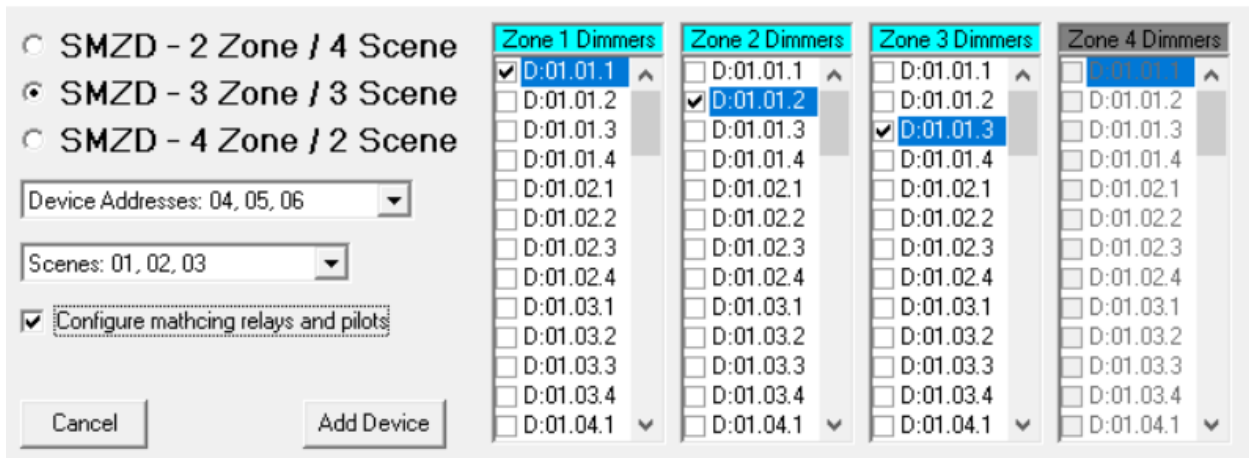 SMZD - 2 Zone / 4 Scene
SMZD - 3 Zone / 3 Scene
SMZD - 4 Zone / 2 Scene
Device Addresses: 04, 05, 06
Scenes: 01, 02, 03
Configure mathcing relays and pilots
Cancel
Add Device
Zone 1 Dimmers
D:01.01.1
D:01.01.2
D:01.01.3
D:01.01.4
D:01.02.1
D:01.02.2
D:01.02.3
D:01.02.4
D:01.03.1
D:01.03.2
D:01.03.3
D:01.03.4
D:01.04.1
Zone 2 Dimmers
D:01.01.1
D:01.01.2
D:01.01.3
D:01.01.4
D:01.02.1
D:01.02.2
D:01.02.3
D:01.02.4
D:01.03.1
D:01.03.2
D:01.03.3
D:01.03.4
D:01.04.1
Zone 3 Dimmers
D:01.01.1
D:01.01.2
D:01.01.3
D:01.01.4
D:01.02.1
D:01.02.2
D:01.02.3
D:01.02.4
D:01.03.1
D:01.03.2
D:01.03.3
D:01.03.4
D:01.04.1
Zone 4 Dimmers
D:01.01.1
D:01.01.2
D:01.01.3
D:01.01.4
D:01.02.1
D:01.02.2
D:01.02.3
D:01.02.4
D:01.03.1
D:01.03.2
D:01.03.3
D:01.03.4
D:01.04.1